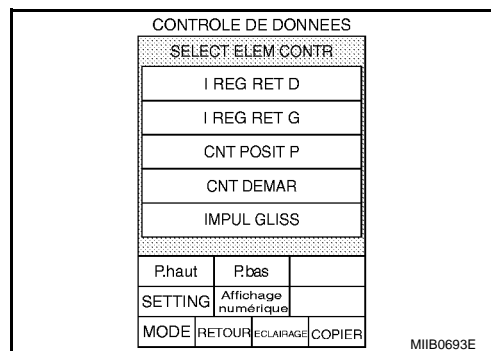 CONTROLE DE DONNEES
SELECT ELEM CONTR
I REG RET D
I REG RET G
CNT POSIT P
CNT DEMAR
IMPUL GLISS
P.haut P.bas
SETTING Affichage numérique
MODE RETOUR ECLAIRAGE COPIER
MIIB0693E